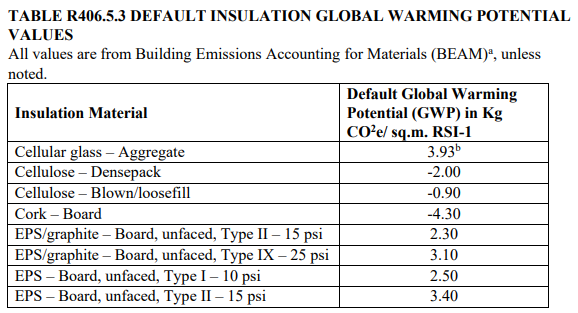 TABLE R406.5.3 DEFAULT INSULATION GLOBAL WARMING POTENTIAL
VALUES
All values are from Building Emissions Accounting for Materials (BEAM)ᵃ, unless
noted.
Insulation Material
Default Global Warming
Potential (GWP) in Kg
CO²e/ sq.m. RSI-1
Cellular glass – Aggregate 3.93ᵇ
Cellulose – Densepack -2.00
Cellulose – Blown/loosefill -0.90
Cork – Board -4.30
EPS/graphite – Board, unfaced, Type II – 15 psi 2.30
EPS/graphite – Board, unfaced, Type IX – 25 psi 3.10
EPS – Board, unfaced, Type I – 10 psi 2.50
EPS – Board, unfaced, Type II – 15 psi 3.40